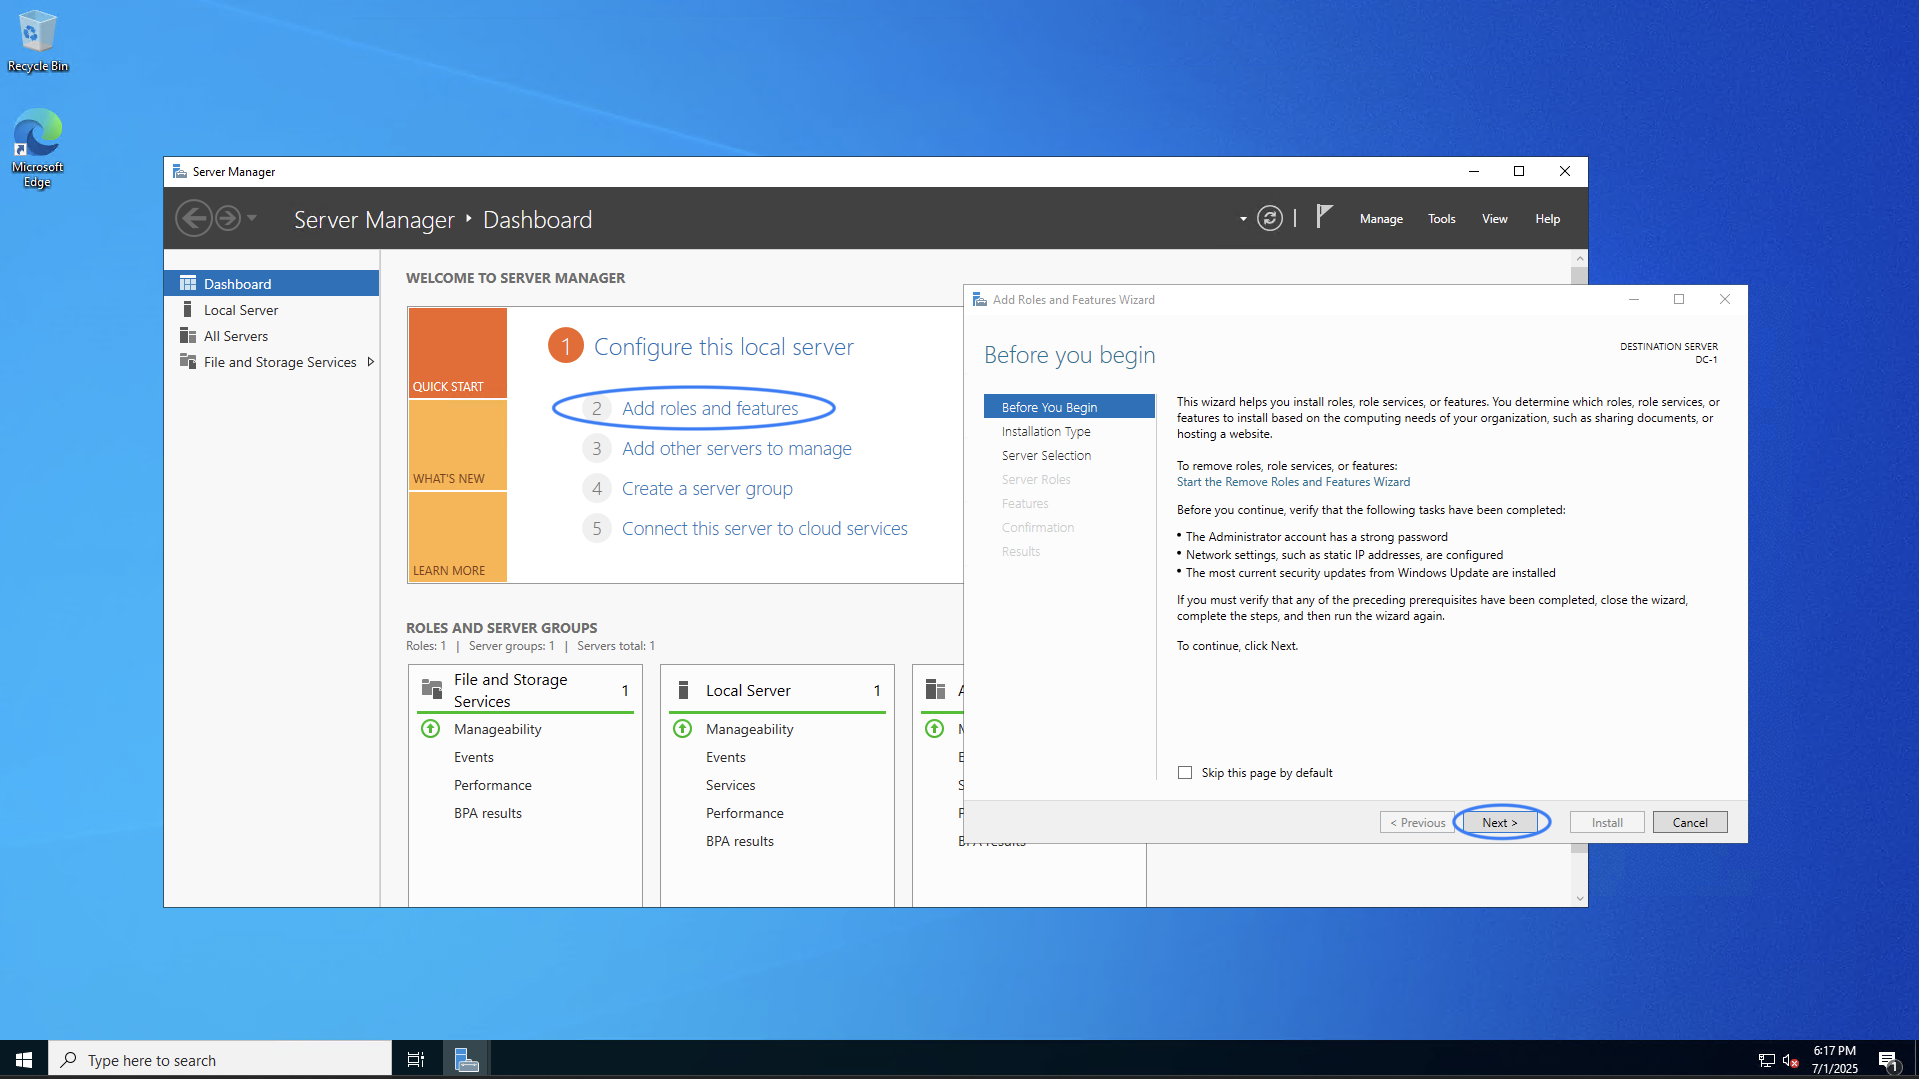 Recycle Bin
Microsoft
Edge
Server Manager
Server Manager
Dashboard
Manage
Tools
View
Help
Dashboard
Local Server
All Servers
File and Storage Services
WELCOME TO SERVER MANAGER
QUICK START
WHAT'S NEW
LEARN MORE
1 Configure this local server
2 Add roles and features
3 Add other servers to manage
4 Create a server group
5 Connect this server to cloud services
ROLES AND SERVER GROUPS
Roles: 1 | Server groups: 1 | Servers total: 1
File and Storage
Services
1
Manageability
Events
Performance
BPA results
Local Server 1
Manageability
Events
Services
Performance
BPA results
Add Roles and Features Wizard
Before you begin
DESTINATION SERVER
DC-1
Before You Begin
Installation Type
Server Selection
Server Roles
Features
Confirmation
Results
This wizard helps you install roles, role services, or features. You determine which roles, role services, or
features to install based on the computing needs of your organization, such as sharing documents, or
hosting a website.
To remove roles, role services, or features:
Start the Remove Roles and Features Wizard
Before you continue, verify that the following tasks have been completed:
• The Administrator account has a strong password
• Network settings, such as static IP addresses, are configured
• The most current security updates from Windows Update are installed
If you must verify that any of the preceding prerequisites have been completed, close the wizard,
complete the steps, and then run the wizard again.
To continue, click Next.
Skip this page by default
< Previous
Next >
Install
Cancel
Type here to search
6:17 PM
7/1/2025
1